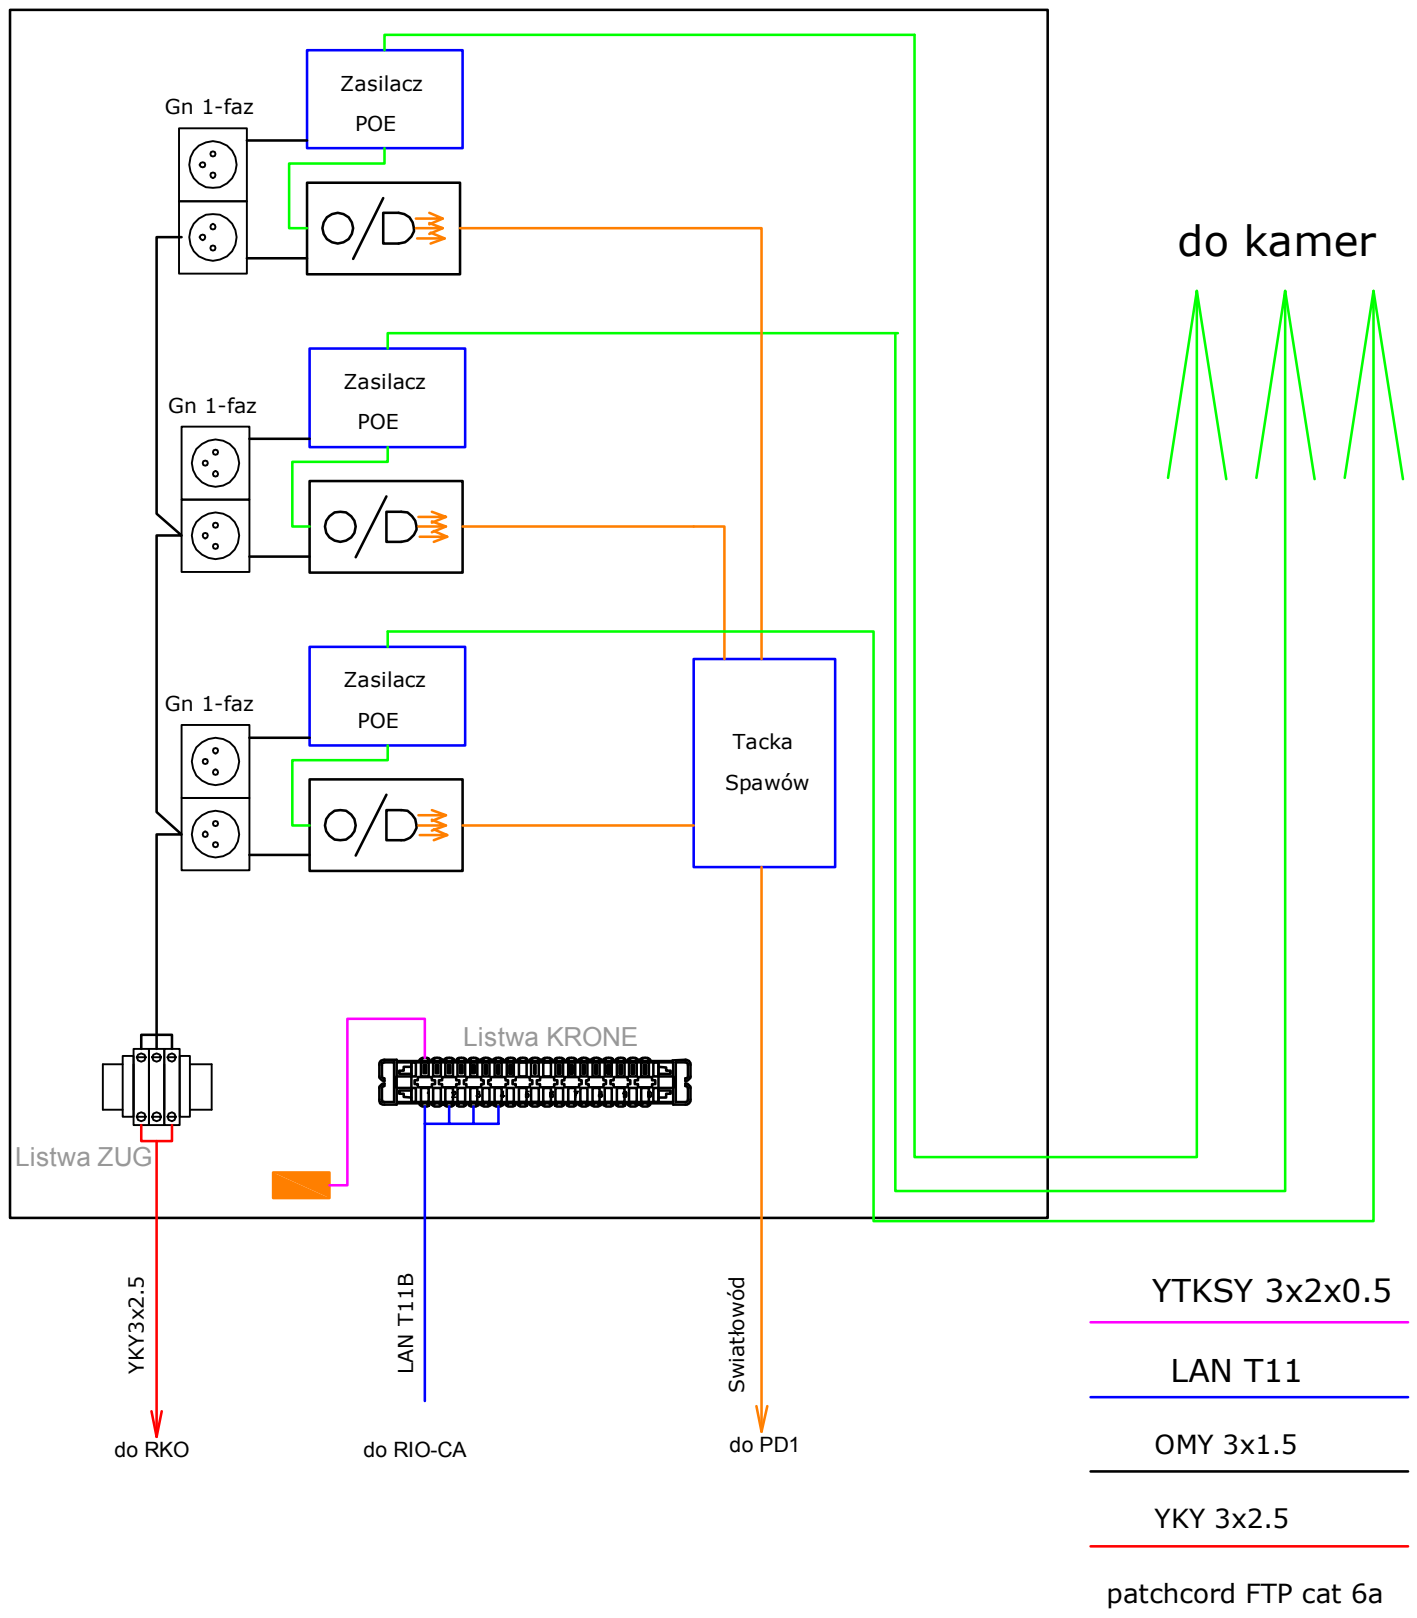 Zasilacz
POE
Gn 1-faz
do kamer
Zasilacz
POE
Gn 1-faz
Zasilacz
POE
Gn 1-faz
Tacka
Spawów
Listwa KRONE
Listwa ZUG
YKY3x2.5
LAN T11B
Swiatłowód
do RKO
do RIO-CA
do PD1
YTKSY 3x2x0.5
LAN T11
OMY 3x1.5
YKY 3x2.5
patchcord FTP cat 6a